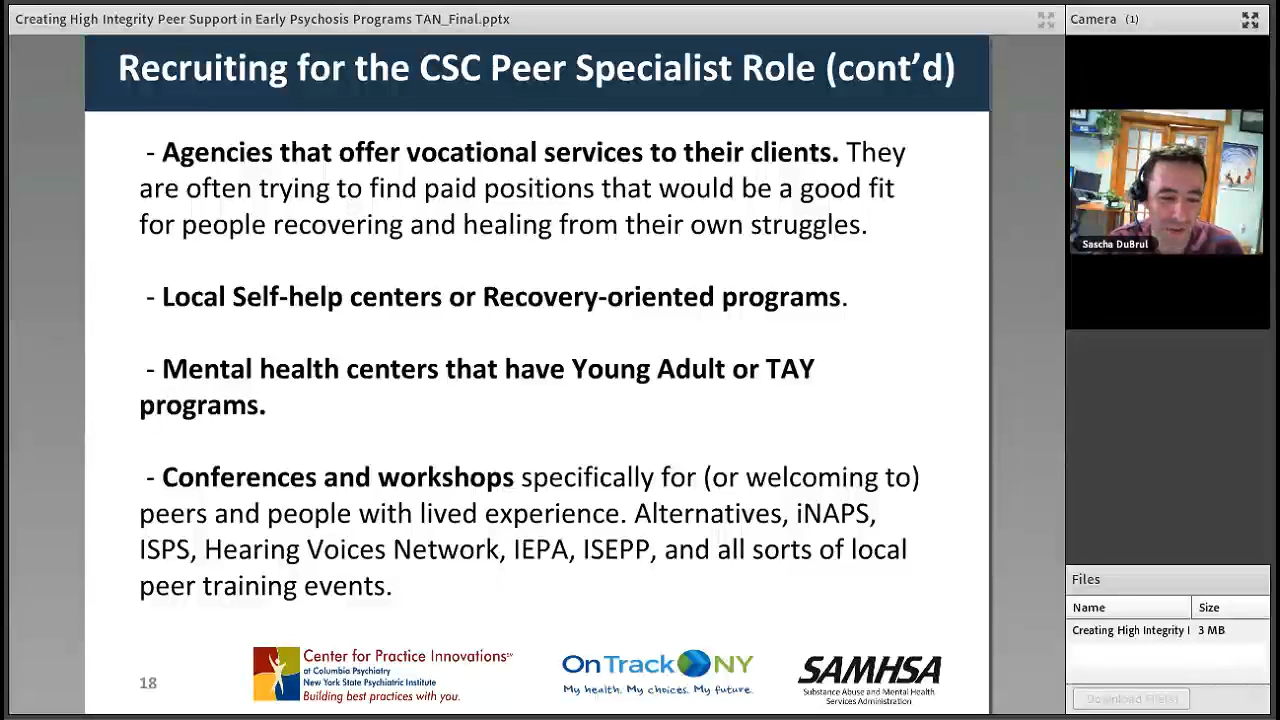 Creating High Integrity Peer Support in Early Psychosis Programs TAN_Final.pptx
Camera (1)
Recruiting for the CSC Peer Specialist Role (cont’d)
- Agencies that offer vocational services to their clients. They
are often trying to find paid positions that would be a good fit
for people recovering and healing from their own struggles.
- Local Self-help centers or Recovery-oriented programs.
- Mental health centers that have Young Adult or TAY
programs.
- Conferences and workshops specifically for (or welcoming to)
peers and people with lived experience. Alternatives, iNAPS,
ISPS, Hearing Voices Network, IEPA, ISEPP, and all sorts of local
peer training events.
18
Center for Practice Innovations℠
at Columbia Psychiatry
New York State Psychiatric Institute
Building best practices with you.
OnTrackNY
My health. My choices. My future.
SAMHSA
Substance Abuse and Mental Health
Services Administration
Sascha DuBrul
Files
Name Size
Creating High Integrity I 3 MB
Download File(s)